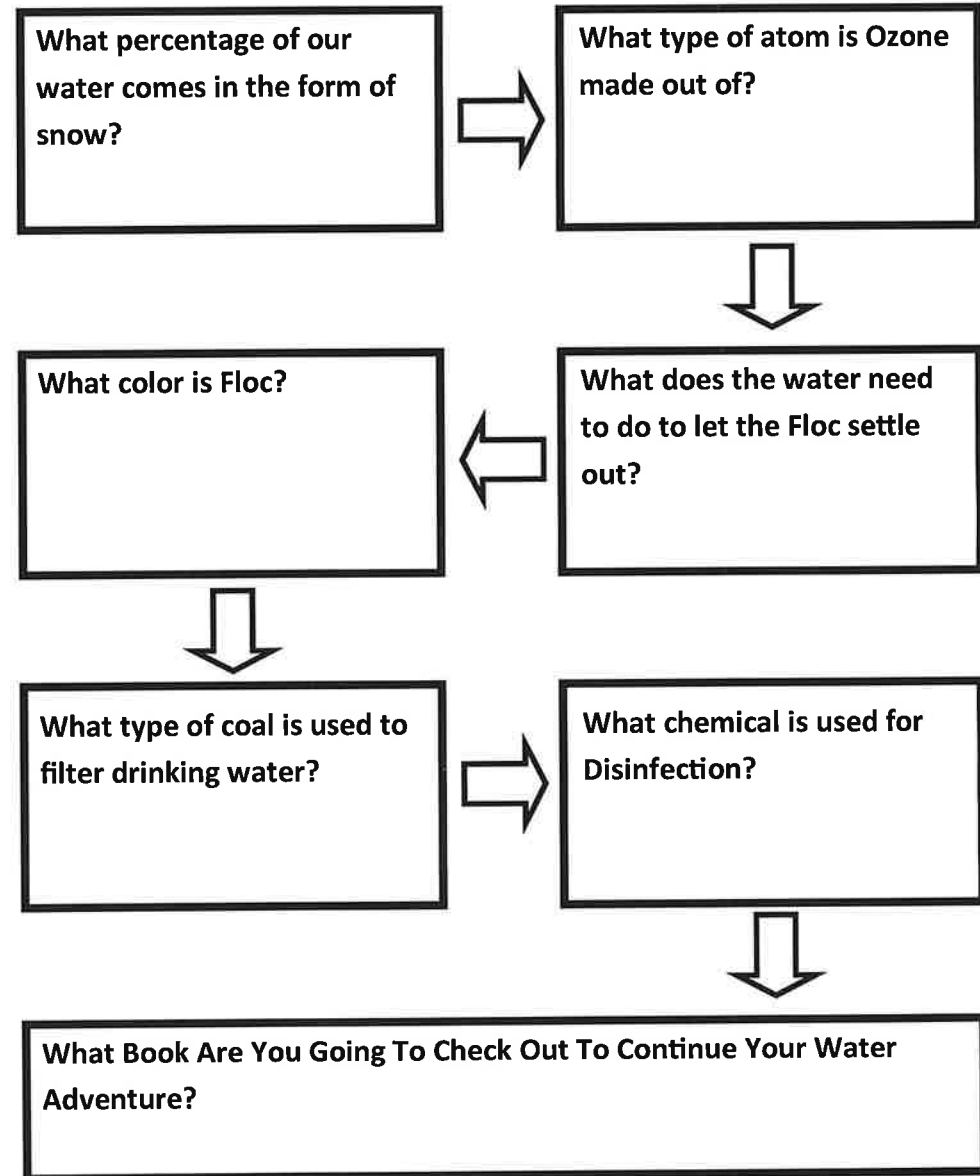 What percentage of our
water comes in the form of
snow?
What type of atom is Ozone
made out of?
What does the water need
to do to let the Floc settle
out?
What color is Floc?
What type of coal is used to
filter drinking water?
What chemical is used for
Disinfection?
What Book Are You Going To Check Out To Continue Your Water
Adventure?